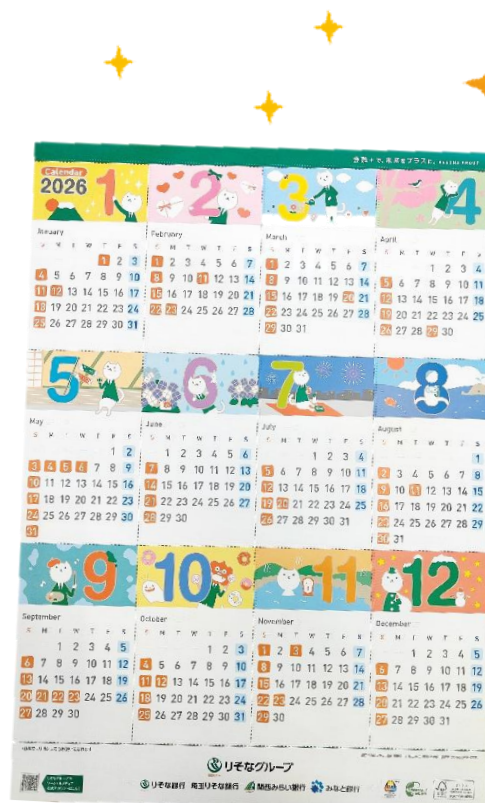 Calendar
2026 1 2 3 4
January February March April
S M T W T F S
1 2 3
4 5 6 7 8 9 10
11 12 13 14 15 16 17
18 19 20 21 22 23 24
25 26 27 28 29 30 31
1 2 3 4 5 6 7
8 9 10 11 12 13 14
15 16 17 18 19 20 21
22 23 24 25 26 27 28
1 2 3 4 5 6 7
8 9 10 11 12 13 14
15 16 17 18 19 20 21
22 23 24 25 26 27 28
29 30 31
1 2 3 4
5 6 7 8 9 10 11
12 13 14 15 16 17 18
19 20 21 22 23 24 25
26 27 28 29 30
5 6 7 8
May June July August
1 2
3 4 5 6 7 8 9
10 11 12 13 14 15 16
17 18 19 20 21 22 23
24 25 26 27 28 29 30
31
1 2 3 4 5 6
7 8 9 10 11 12 13
14 15 16 17 18 19 20
21 22 23 24 25 26 27
28 29 30
1 2 3 4
5 6 7 8 9 10 11
12 13 14 15 16 17 18
19 20 21 22 23 24 25
26 27 28 29 30 31
1
2 3 4 5 6 7 8
9 10 11 12 13 14 15
16 17 18 19 20 21 22
23 24 25 26 27 28 29
30 31
9 10 11 12
September October November December
1 2 3 4 5
6 7 8 9 10 11 12
13 14 15 16 17 18 19
20 21 22 23 24 25 26
27 28 29 30
1 2 3
4 5 6 7 8 9 10
11 12 13 14 15 16 17
18 19 20 21 22 23 24
25 26 27 28 29 30 31
1 2 3 4 5 6 7
8 9 10 11 12 13 14
15 16 17 18 19 20 21
22 23 24 25 26 27 28
29 30
1 2 3 4 5
6 7 8 9 10 11 12
13 14 15 16 17 18 19
20 21 22 23 24 25 26
27 28 29 30 31
りそなグループ
りそな銀行 埼玉りそな銀行 関西みらい銀行 みなと銀行